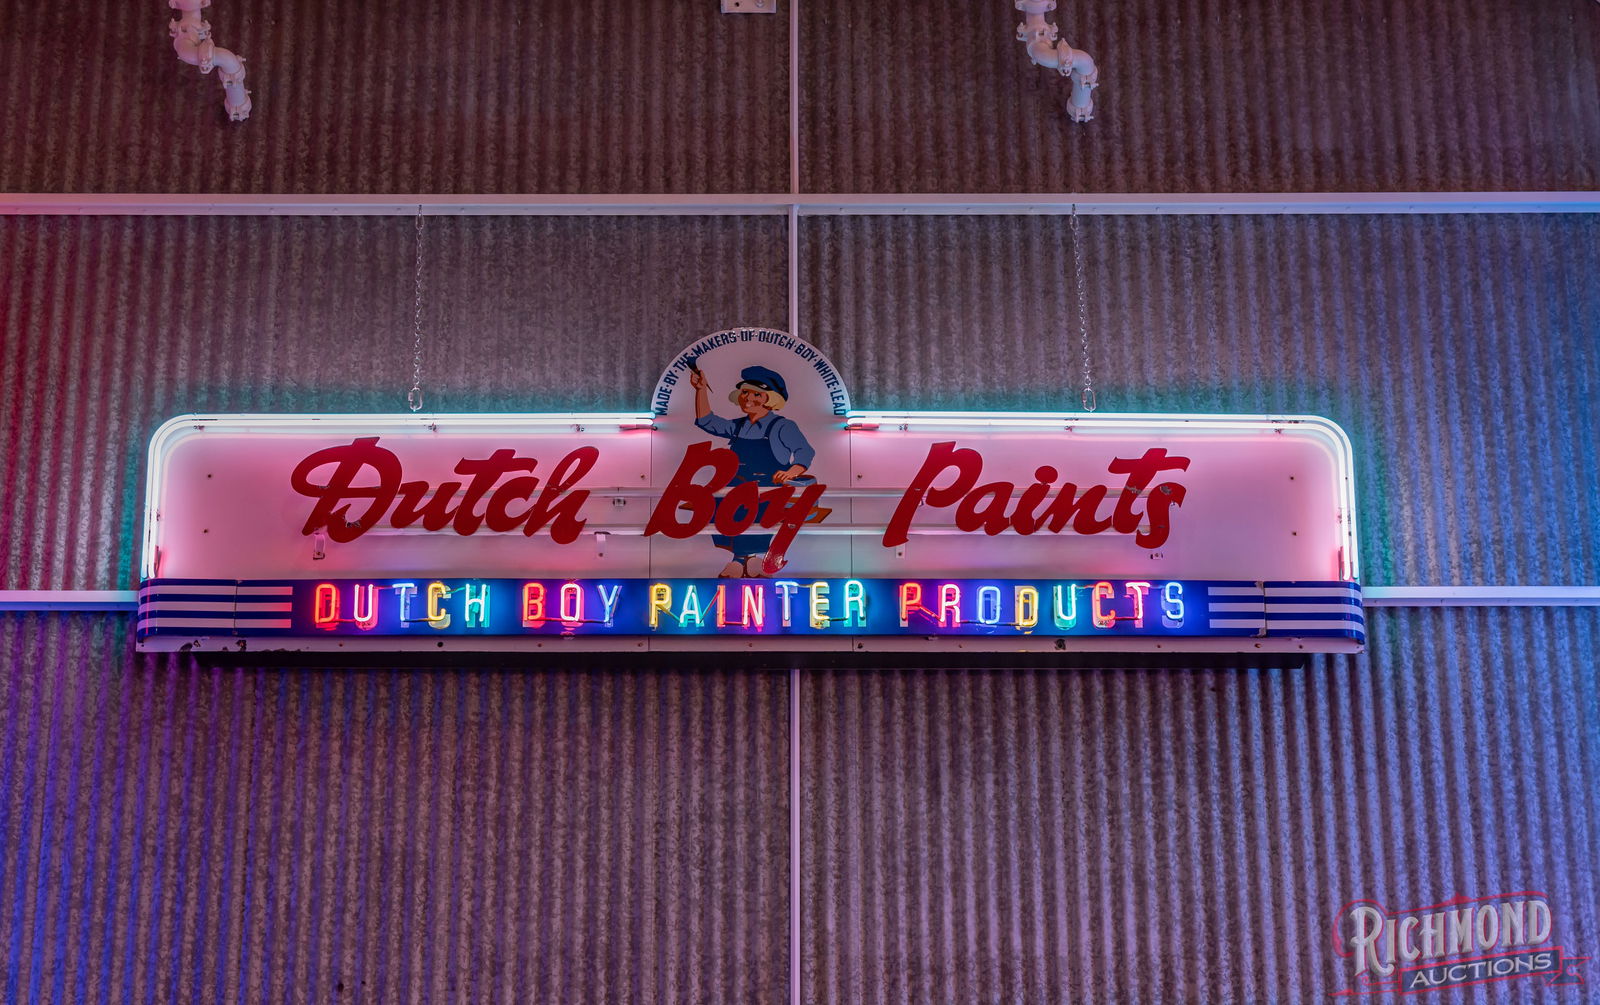 MADE·BY·THE·MAKERS·OF·DUTCH·BOY·WHITE·LEAD
Dutch Boy Paints
DUTCH BOY PAINTER PRODUCTS
RICHMOND
AUCTIONS